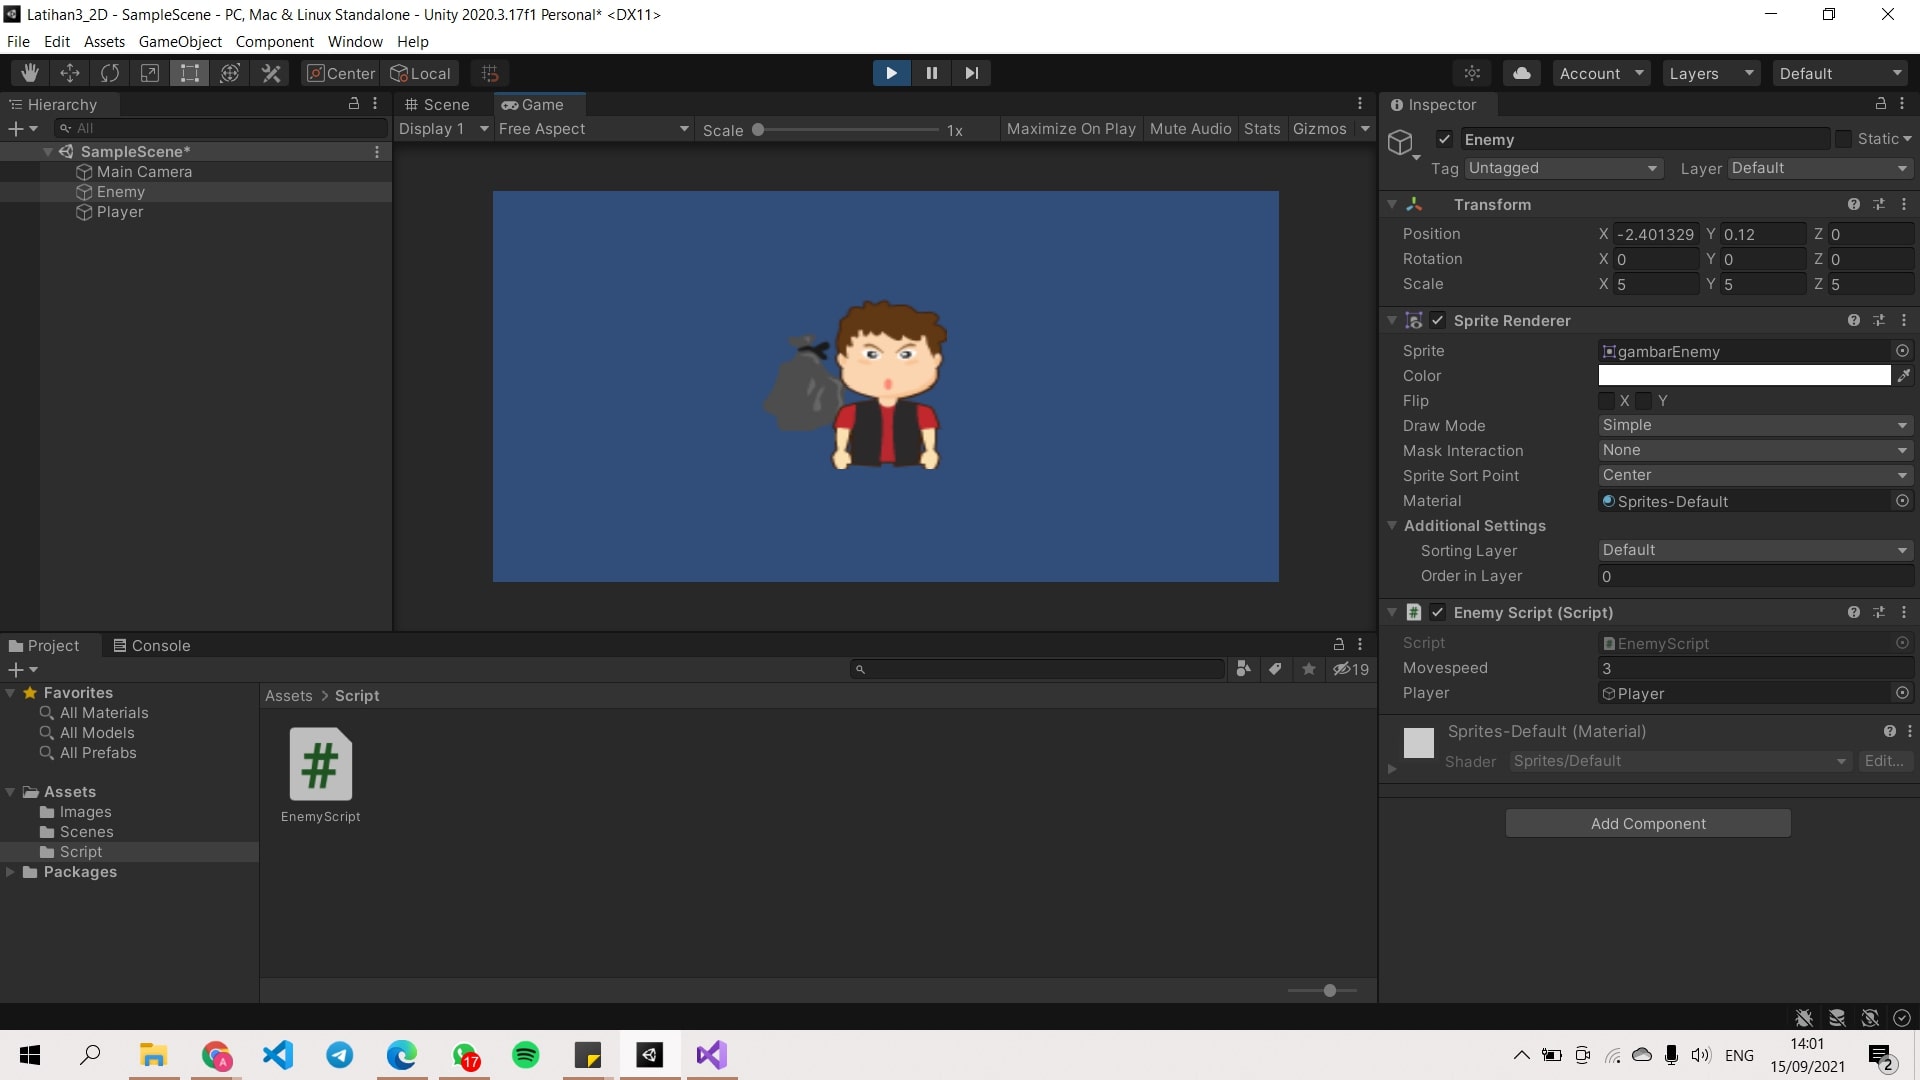 Latihan3_2D - SampleScene - PC, Mac & Linux Standalone - Unity 2020.3.17f1 Personal* <DX11>
File Edit Assets GameObject Component Window Help
Center Local Account Layers Default
Hierarchy
All
SampleScene*
Main Camera
Enemy
Player
Scene Game
Display 1 Free Aspect Scale 1x Maximize On Play Mute Audio Stats Gizmos
Inspector
Enemy Static
Tag Untagged Layer Default
Transform
Position X -2.401329 Y 0.12 Z 0
Rotation X 0 Y 0 Z 0
Scale X 5 Y 5 Z 5
Sprite Renderer
Sprite gambarEnemy
Color
Flip X Y
Draw Mode Simple
Mask Interaction None
Sprite Sort Point Center
Material Sprites-Default
Additional Settings
Sorting Layer Default
Order in Layer 0
Enemy Script (Script)
Script EnemyScript
Movespeed 3
Player Player
Sprites-Default (Material)
Shader Sprites/Default Edit...
Add Component
Project Console
19
Favorites
All Materials
All Models
All Prefabs
Assets
Images
Scenes
Script
Packages
Assets > Script
#
EnemyScript
A
17
ENG
14:01
15/09/2021
2